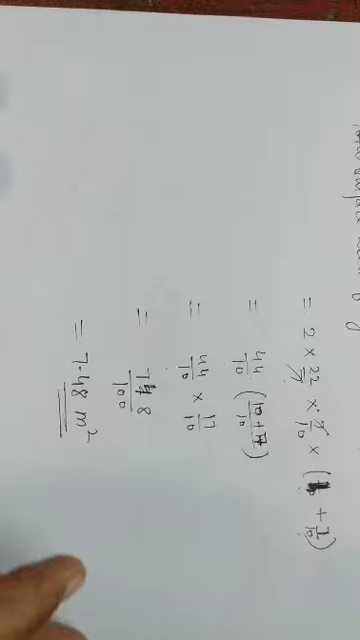 = 2 × 22/7 × 7/10 × ( + 7/10)
= 44/10 (10+7/10)
= 44/10 × 17/10
= 748/100
= 7.48 m²